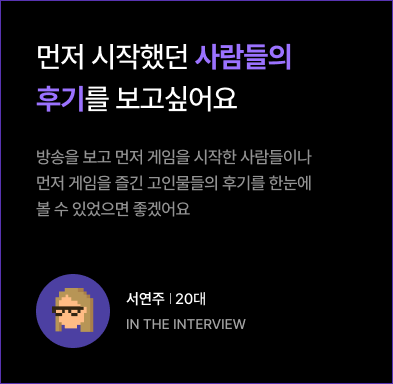 먼저 시작했던 사람들의
후기를 보고싶어요
방송을 보고 먼저 게임을 시작한 사람들이나
먼저 게임을 즐긴 고인물들의 후기를 한눈에
볼 수 있었으면 좋겠어요
서연주 | 20대
IN THE INTERVIEW